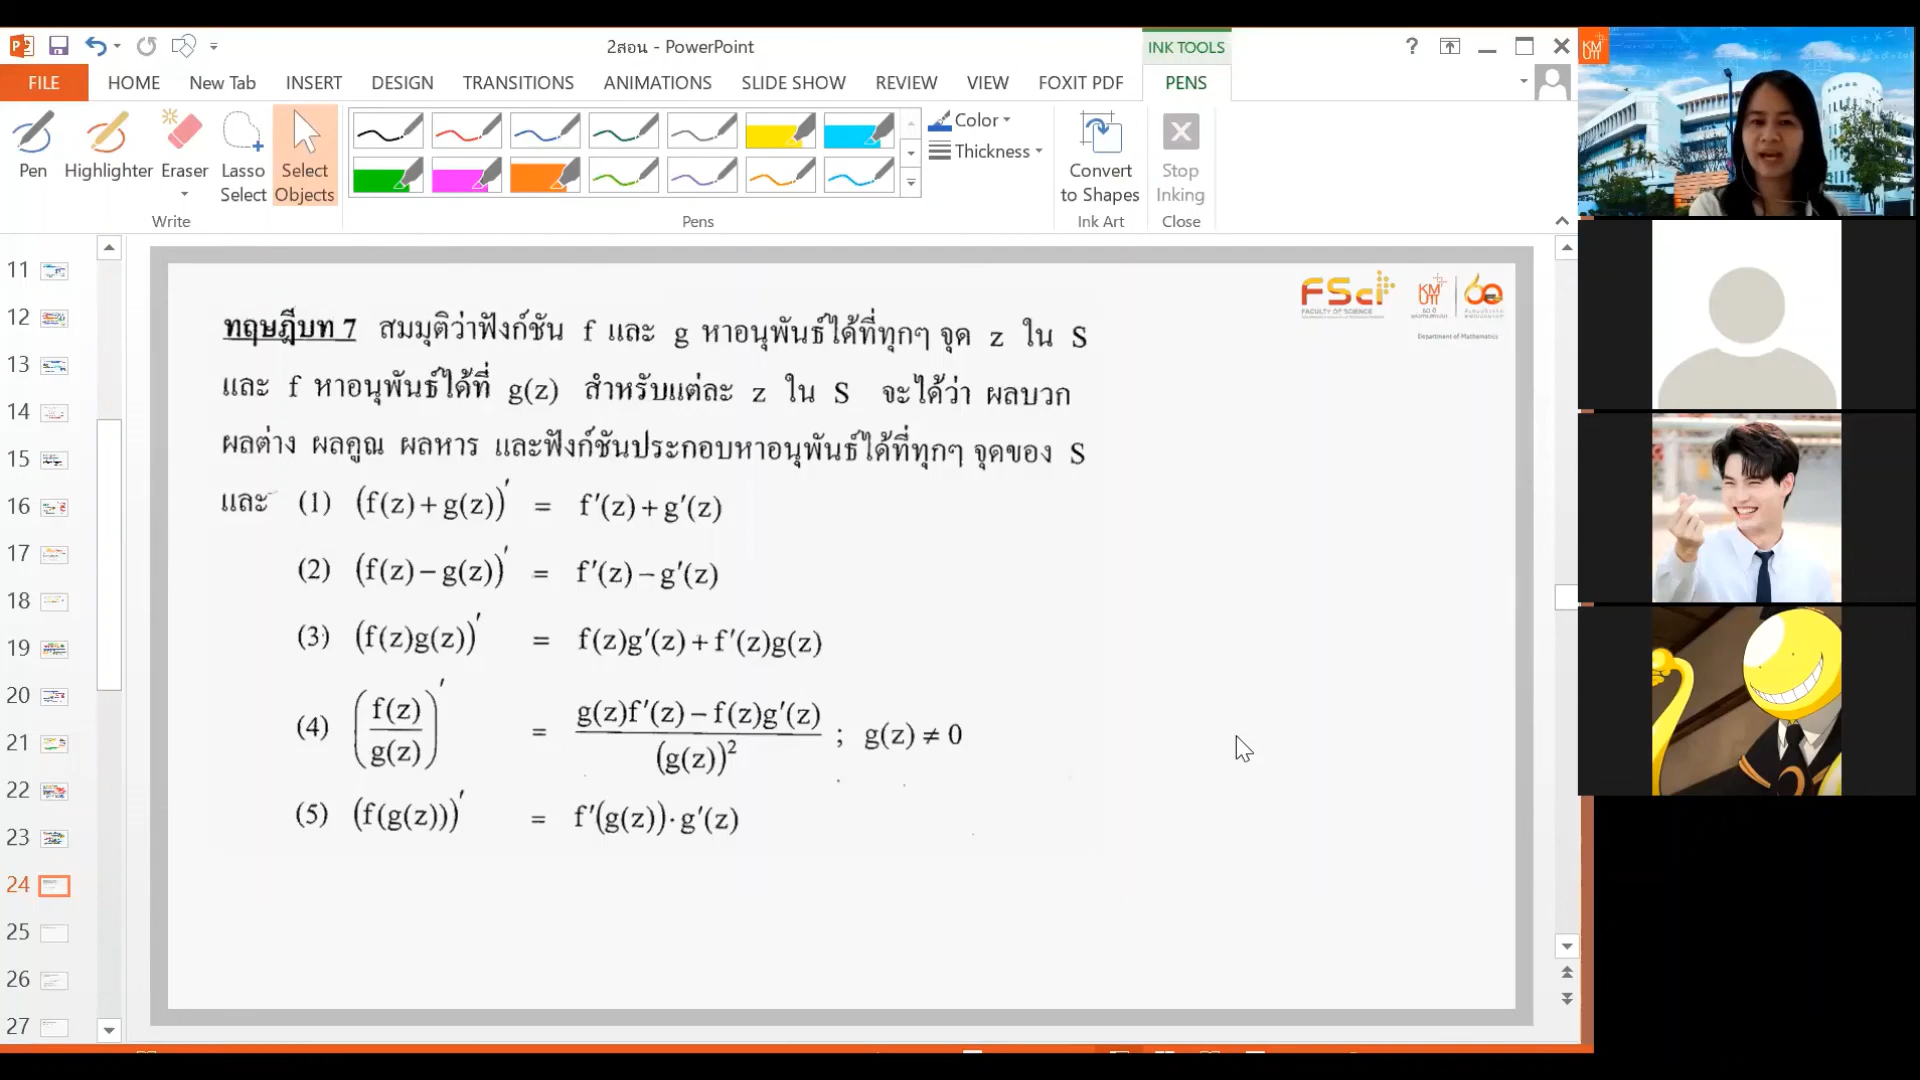 2สอน - PowerPoint
INK TOOLS
?
FILE HOME New Tab INSERT DESIGN TRANSITIONS ANIMATIONS SLIDE SHOW REVIEW VIEW FOXIT PDF PENS
Pen Highlighter Eraser Lasso Select Select Objects
Color
Thickness
Convert to Shapes
Stop Inking
Write Pens Ink Art Close
11
12
13
14
15
16
17
18
19
20
21
22
23
24
25
26
27
FSci
FACULTY OF SCIENCE
KMUTT
60
Department of Mathematics
ทฤษฎีบท 7 สมมุติว่าฟังก์ชัน f และ g หาอนุพันธ์ได้ที่ทุกๆ จุด z ใน S
และ f หาอนุพันธ์ได้ที่ g(z) สำหรับแต่ละ z ใน S จะได้ว่า ผลบวก
ผลต่าง ผลคูณ ผลหาร และฟังก์ชันประกอบหาอนุพันธ์ได้ที่ทุกๆ จุดของ S
และ (1) (f(z)+g(z))′ = f′(z)+g′(z)
(2) (f(z)−g(z))′ = f′(z)−g′(z)
(3) (f(z)g(z))′ = f(z)g′(z)+f′(z)g(z)
(4) (f(z)/g(z))′ = (g(z)f′(z)−f(z)g′(z))/(g(z))² ; g(z) ≠ 0
(5) (f(g(z)))′ = f′(g(z))·g′(z)